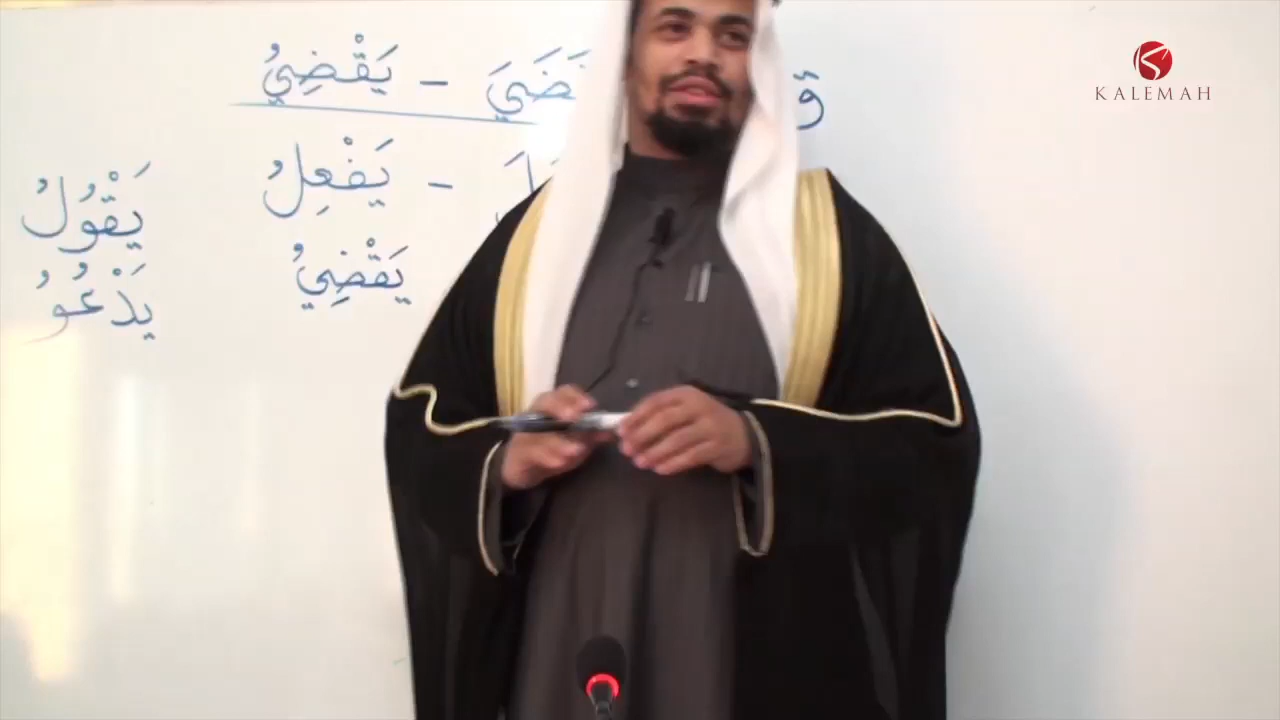 KALEMAH
قَضَيَ - يَقْضِيُ
- يَفْعِلُ
يَقْضِيُ
يَقْوُلُ
يَدْعُوُ